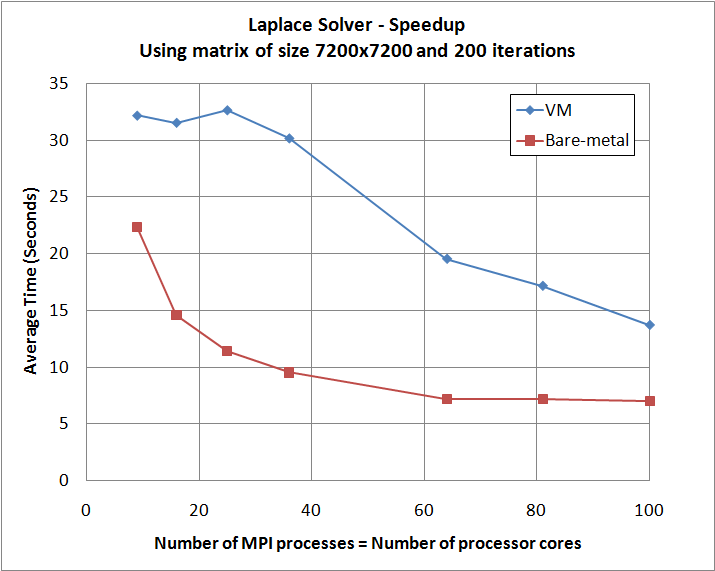 Laplace Solver - Speedup
Using matrix of size 7200x7200 and 200 iterations
35
30
25
20
15
10
5
0
VM
Bare-metal
Average Time (Seconds)
0 20 40 60 80 100
Number of MPI processes = Number of processor cores